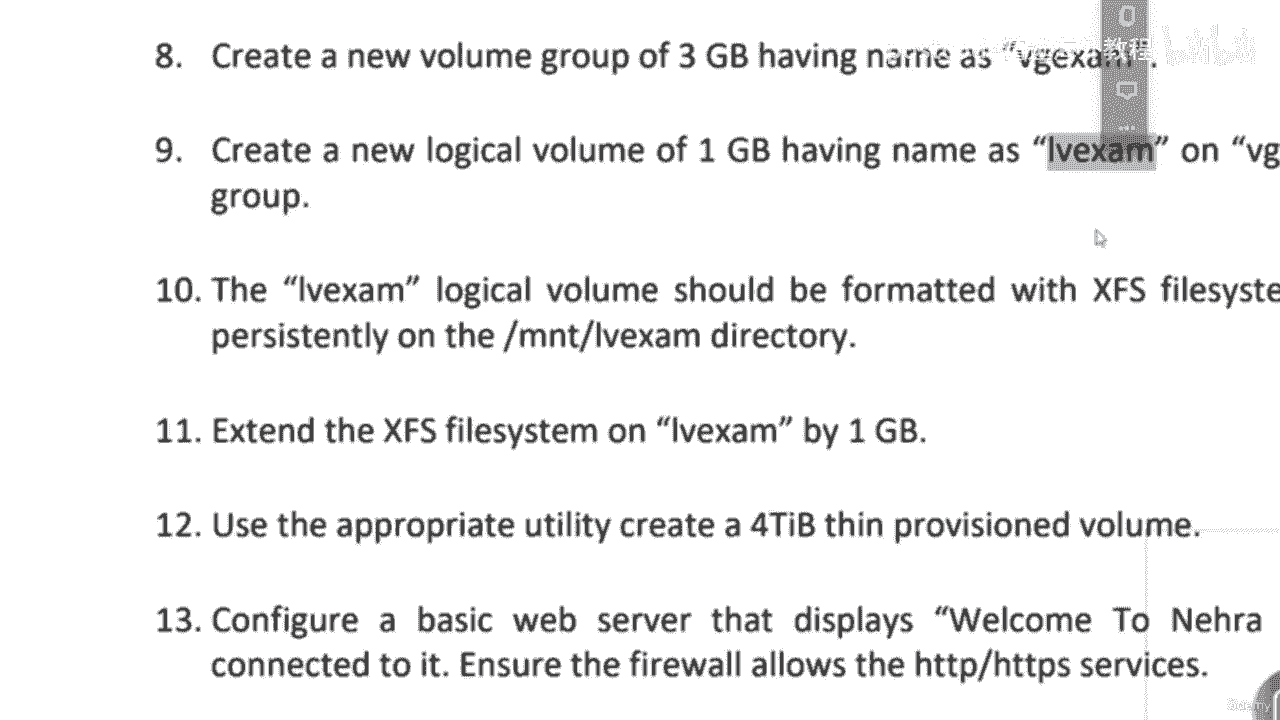 8. Create a new volume group of 3 GB having name as “vgexam”.
9. Create a new logical volume of 1 GB having name as “lvexam” on “vg
group.
10. The “lvexam” logical volume should be formatted with XFS filesyste
persistently on the /mnt/lvexam directory.
11. Extend the XFS filesystem on “lvexam” by 1 GB.
12. Use the appropriate utility create a 4TiB thin provisioned volume.
13. Configure a basic web server that displays “Welcome To Nehra
connected to it. Ensure the firewall allows the http/https services.
Udemy